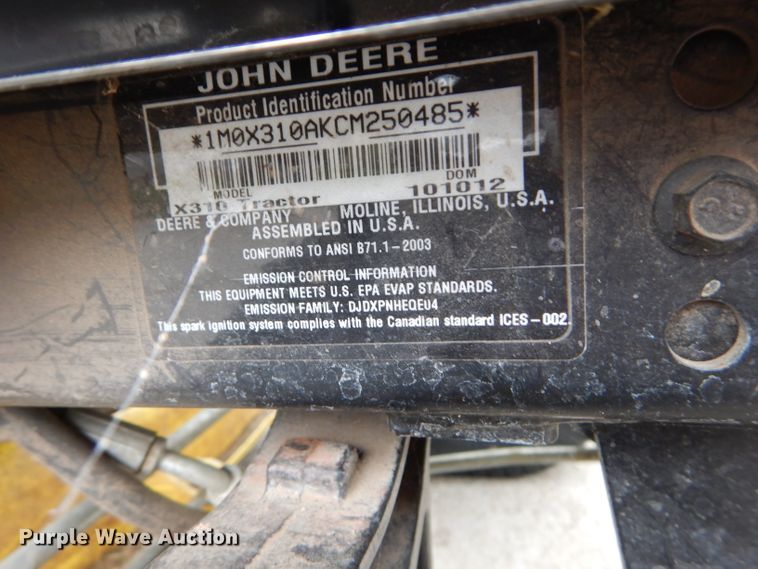 JOHN DEERE
Product Identification Number
*1M0X310AKCM250485*
MODEL DOM
X310 Tractor 101012
DEERE & COMPANY MOLINE, ILLINOIS, U.S.A.
ASSEMBLED IN U.S.A.
CONFORMS TO ANSI B71.1-2003
EMISSION CONTROL INFORMATION
THIS EQUIPMENT MEETS U.S. EPA EVAP STANDARDS.
EMISSION FAMILY: DJDXPNHEQEU4
This spark ignition system complies with the Canadian standard ICES-002.
Purple Wave Auction